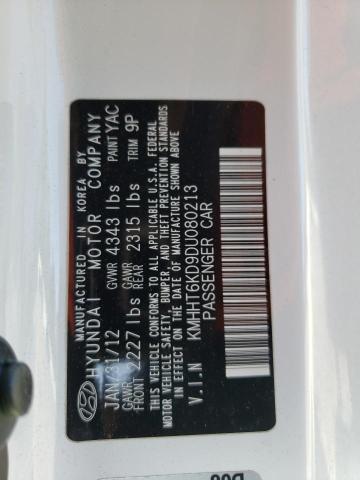 MANUFACTURED IN KOREA BY
HYUNDAI MOTOR COMPANY
JAN/31/12 GVWR 4343 lbs PAINT YAC
GAWR FRONT 2227 lbs GAWR REAR 2315 lbs TRIM 9P
THIS VEHICLE CONFORMS TO ALL APPLICABLE U.S.A. FEDERAL
MOTOR VEHICLE SAFETY, BUMPER, AND THEFT PREVENTION STANDARDS
IN EFFECT ON THE DATE OF MANUFACTURE SHOWN ABOVE
V.I.N KMHHT6KD9DU080213
PASSENGER CAR